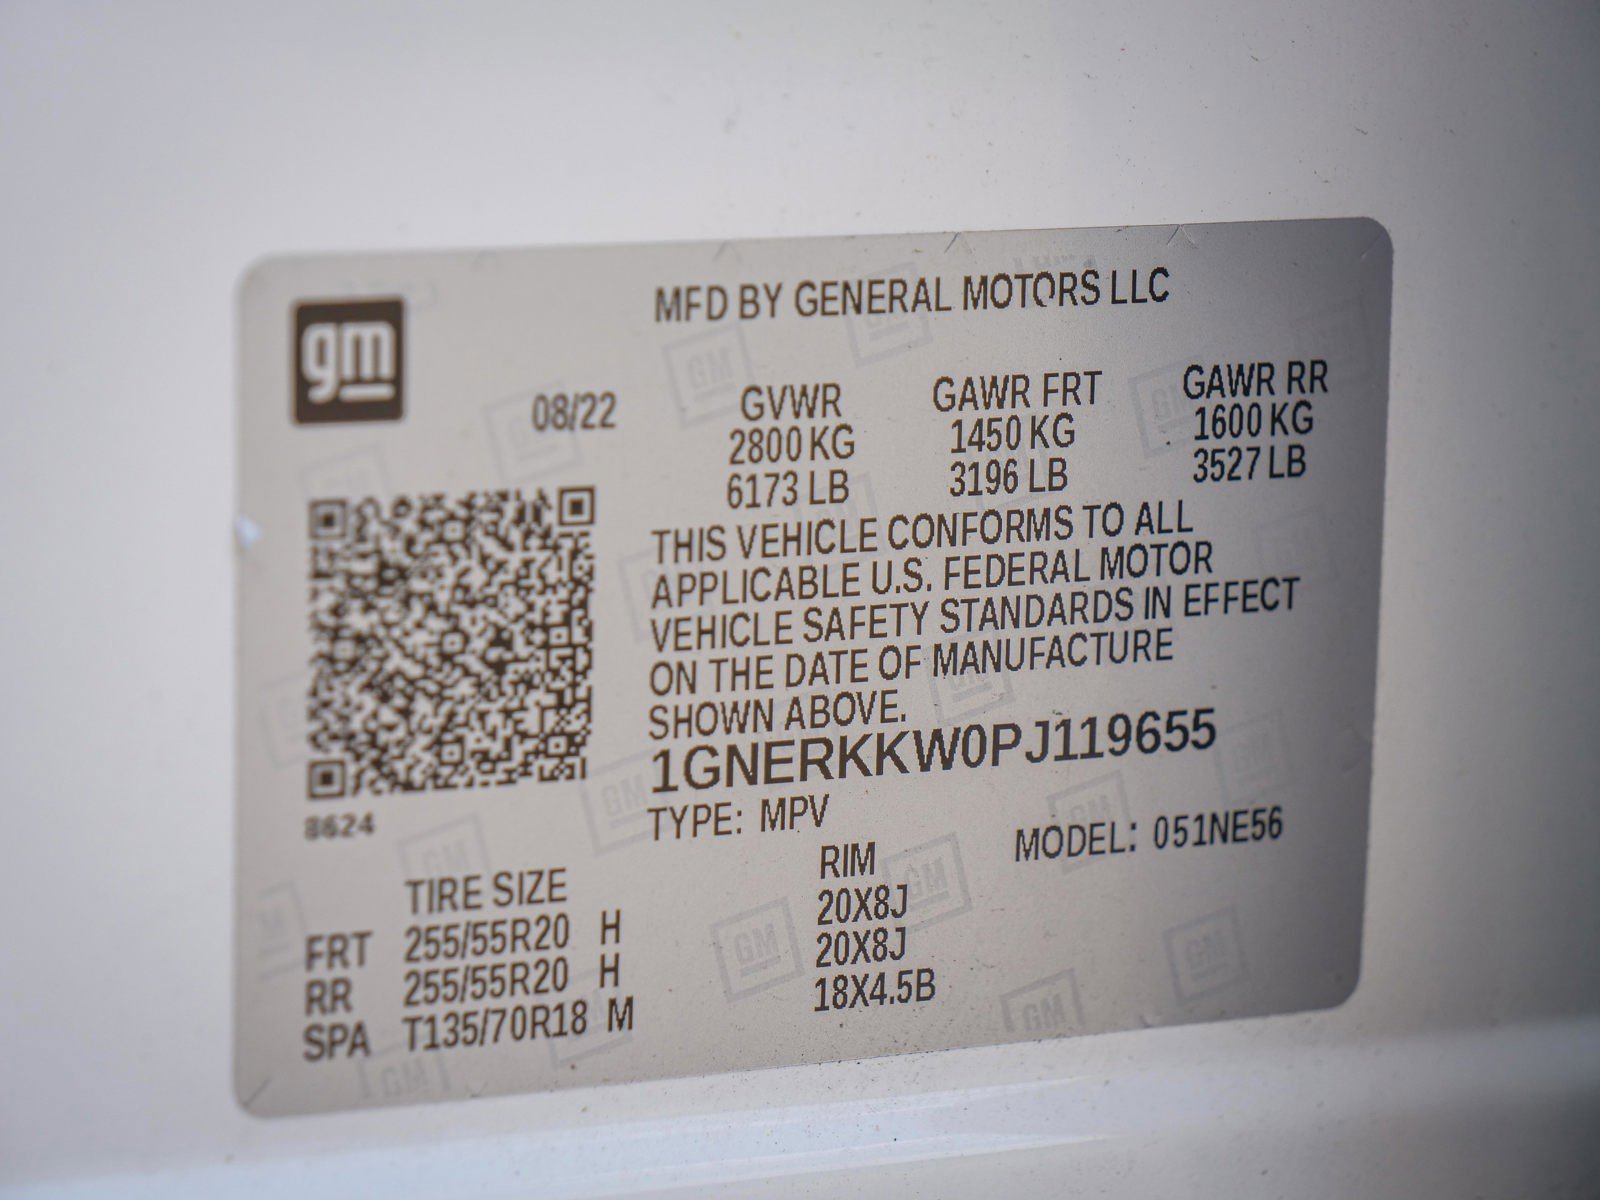 gm
MFD BY GENERAL MOTORS LLC
08/22
GVWR GAWR FRT GAWR RR
2800 KG 1450 KG 1600 KG
6173 LB 3196 LB 3527 LB
THIS VEHICLE CONFORMS TO ALL
APPLICABLE U.S. FEDERAL MOTOR
VEHICLE SAFETY STANDARDS IN EFFECT
ON THE DATE OF MANUFACTURE
SHOWN ABOVE.
1GNERKKW0PJ119655
8624
TYPE: MPV
MODEL: 051NE56
TIRE SIZE RIM
FRT 255/55R20 H 20X8J
RR 255/55R20 H 20X8J
SPA T135/70R18 M 18X4.5B